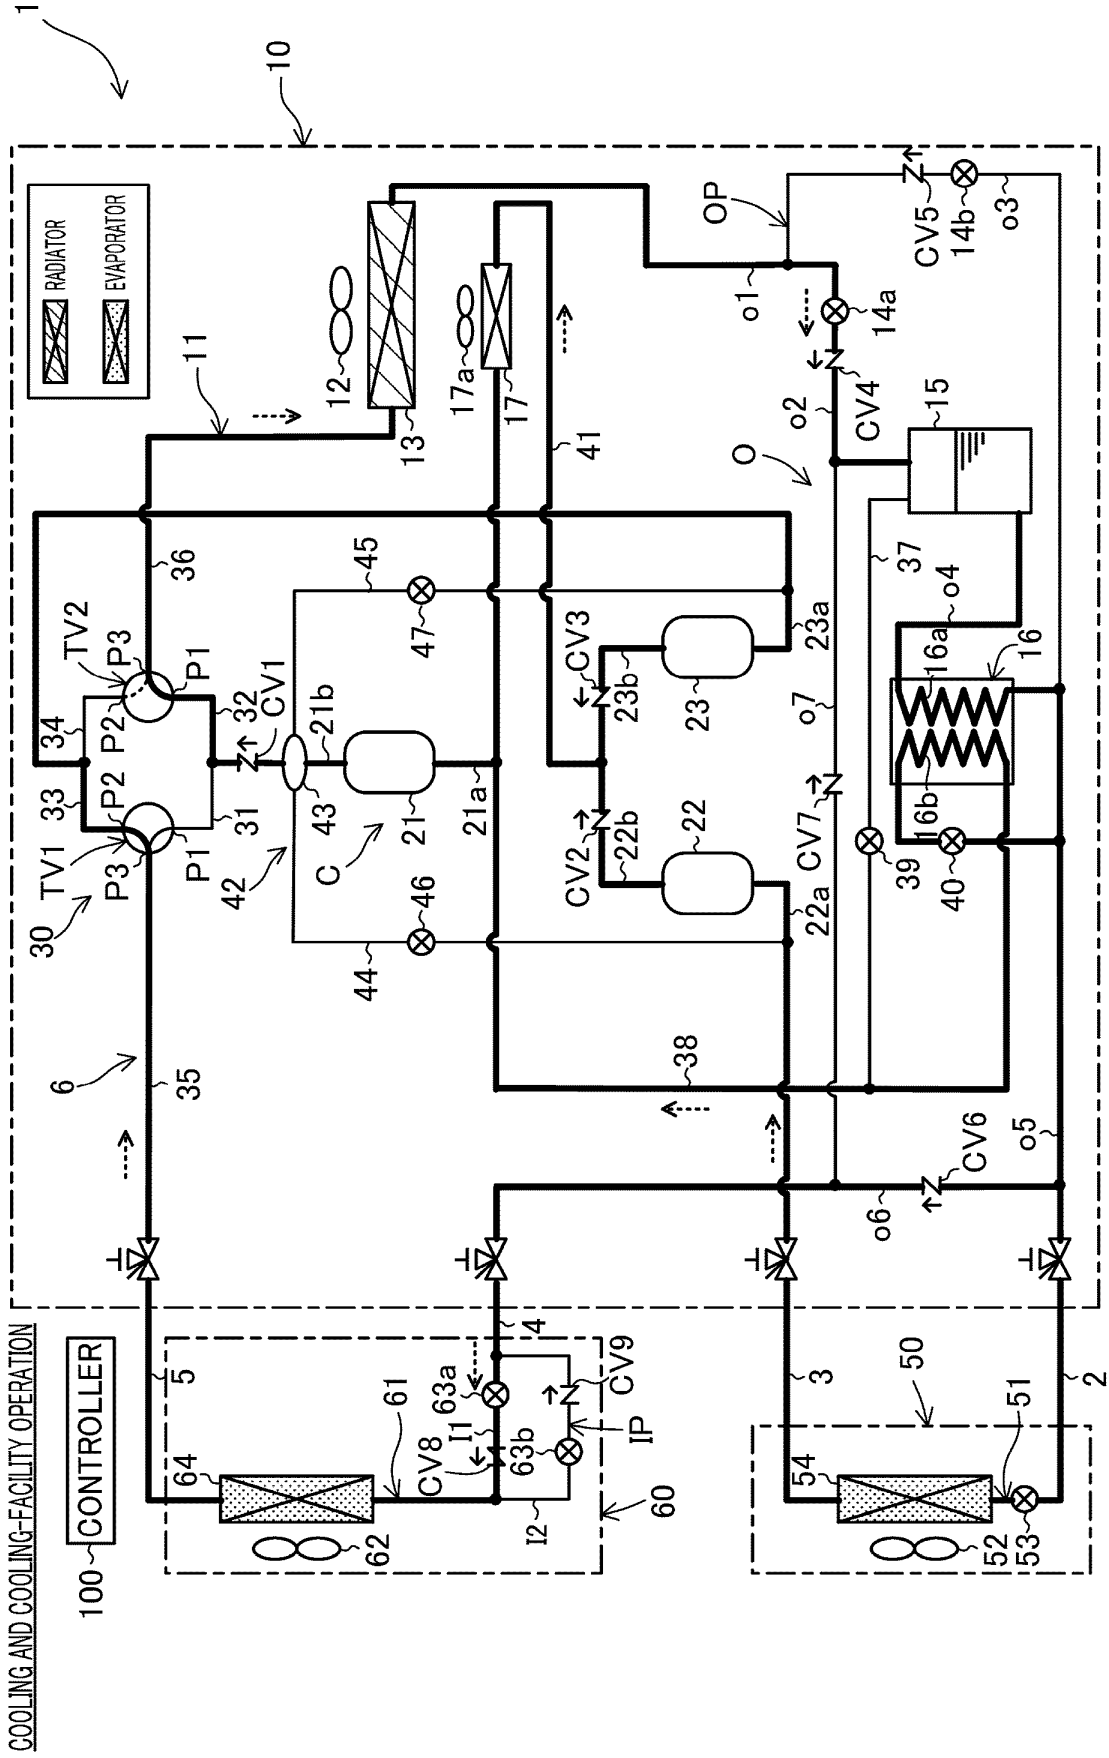 COOLING AND COOLING-FACILITY OPERATION
1
10
100
CONTROLLER
RADIATOR
EVAPORATOR
30
TV1
P3
P2
P1
33
34
TV2
P2
P3
P1
31
32
CV1
36
11
6
35
5
42
43
21b
C
21
21a
44
46
45
47
12
13
17a
17
41
64
62
61
CV8
I1
63a
63b
I2
IP
CV9
4
60
CV2
22b
22
22a
CV3
23b
23
23a
38
o1
OP
14a
CV4
o2
O
15
CV5
14b
o3
o7
CV7
37
39
o4
16a
16
16b
40
o6
CV6
o5
3
50
51
2
54
52
53